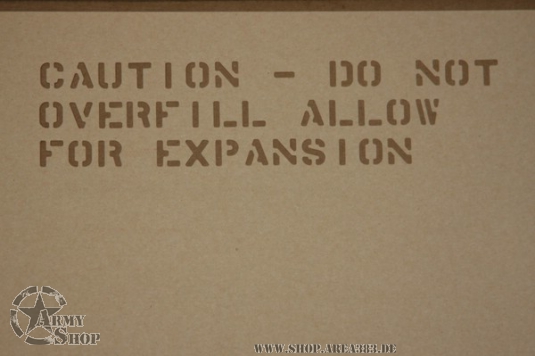 CAUTION - DO NOT
OVERFILL ALLOW
FOR EXPANSION
ARMY
SHOP
WWW.SHOP.AREA383.DE